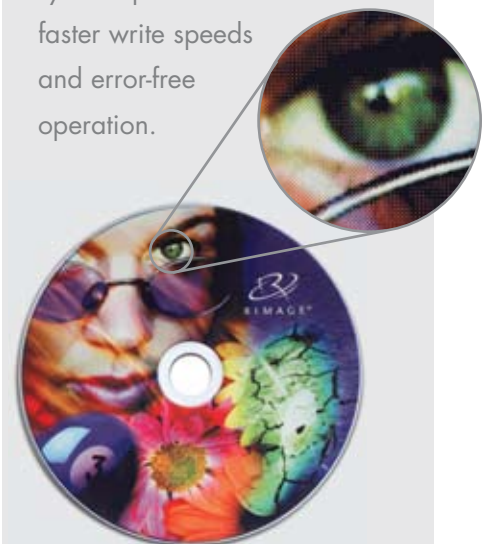 faster write speeds
and error-free
operation.
RIMAGE®
3